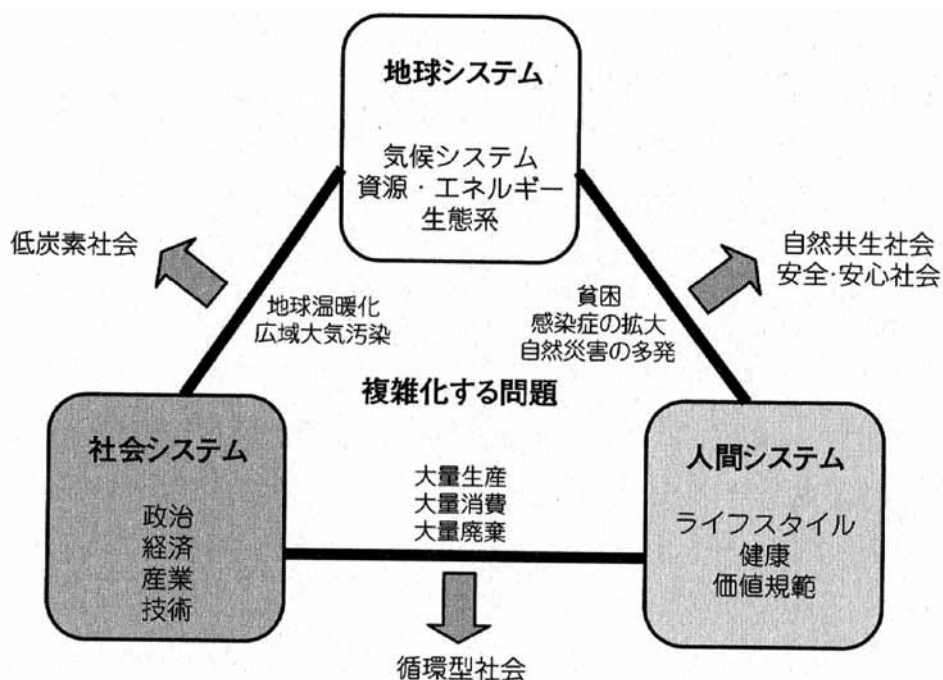 地球システム
気候システム
資源・エネルギー
生態系
低炭素社会
自然共生社会
安全・安心社会
地球温暖化
広域大気汚染
貧困
感染症の拡大
自然災害の多発
複雑化する問題
社会システム
政治
経済
産業
技術
大量生産
大量消費
大量廃棄
人間システム
ライフスタイル
健康
価値規範
循環型社会